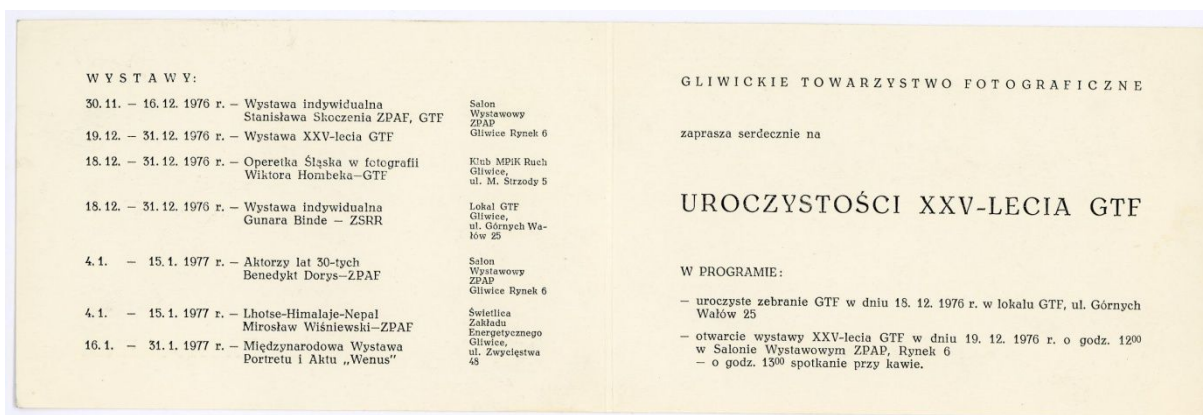 WYSTAWY:
30. 11. — 16. 12. 1976 r. — Wystawa indywidualna
Stanisława Skoczenia ZPAF, GTF
19. 12. — 31. 12. 1976 r. — Wystawa XXV-lecia GTF
Salon
Wystawowy
ZPAP
Gliwice Rynek 6
18. 12. — 31. 12. 1976 r. — Operetka Śląska w fotografii
Wiktora Hombeka—GTF
Klub MPiK Ruch
Gliwice,
ul. M. Strzody 5
18. 12. — 31. 12. 1976 r. — Wystawa indywidualna
Gunara Binde — ZSRR
Lokal GTF
Gliwice,
ul. Górnych Wa-
łów 25
4. 1. — 15. 1. 1977 r. — Aktorzy lat 30-tych
Benedykt Dorys—ZPAF
Salon
Wystawowy
ZPAP
Gliwice Rynek 6
4. 1. — 15. 1. 1977 r. — Lhotse-Himalaje-Nepal
Mirosław Wiśniewski—ZPAF
16. 1. — 31. 1. 1977 r. — Międzynarodowa Wystawa
Portretu i Aktu „Wenus"
Świetlica
Zakładu
Energetycznego
Gliwice,
ul. Zwycięstwa
48
GLIWICKIE TOWARZYSTWO FOTOGRAFICZNE
zaprasza serdecznie na
UROCZYSTOŚCI XXV-LECIA GTF
W PROGRAMIE:
— uroczyste zebranie GTF w dniu 18. 12. 1976 r. w lokalu GTF, ul. Górnych
Wałów 25
— otwarcie wystawy XXV-lecia GTF w dniu 19. 12. 1976 r. o godz. 12⁰⁰
w Salonie Wystawowym ZPAP, Rynek 6
— o godz. 13⁰⁰ spotkanie przy kawie.